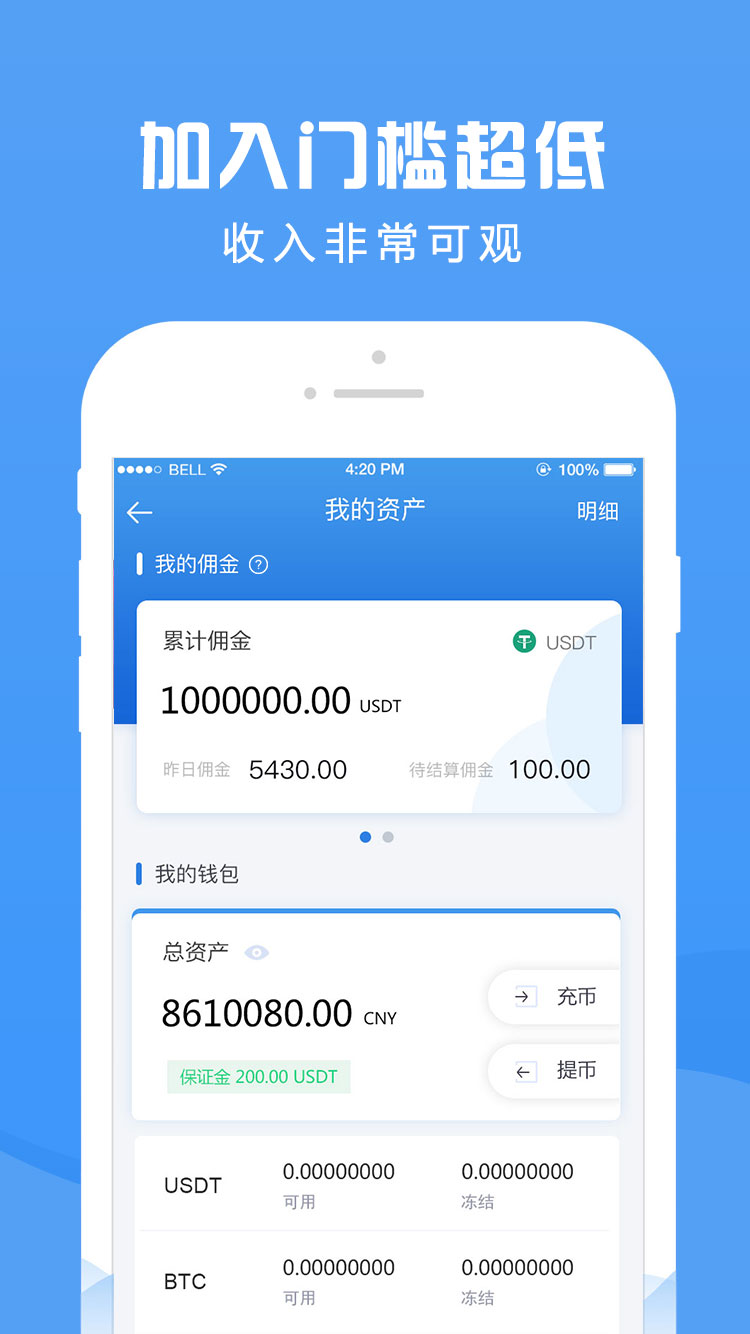 加入门槛超低
收入非常可观
BELL 4:20 PM 100%
我的资产 明细
我的佣金 ?
累计佣金 USDT
1000000.00 USDT
昨日佣金 5430.00 待结算佣金 100.00
我的钱包
总资产
充币
8610080.00 CNY
提币
保证金 200.00 USDT
USDT 0.00000000 0.00000000
可用 冻结
BTC 0.00000000 0.00000000
可用 冻结